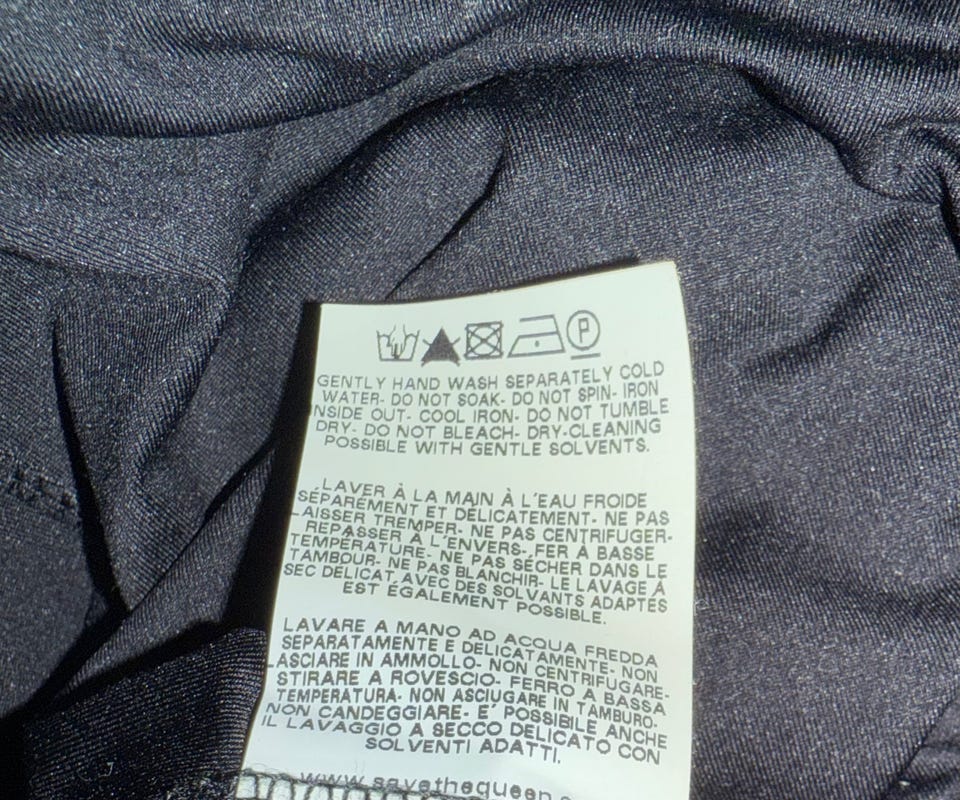 P
GENTLY HAND WASH SEPARATELY COLD
WATER- DO NOT SOAK- DO NOT SPIN- IRON
INSIDE OUT- COOL IRON- DO NOT TUMBLE
DRY- DO NOT BLEACH- DRY-CLEANING
POSSIBLE WITH GENTLE SOLVENTS.
LAVER À LA MAIN À L'EAU FROIDE
SÉPARÉMENT ET DÉLICATEMENT- NE PAS
LAISSER TREMPER- NE PAS CENTRIFUGER-
REPASSER À L'ENVERS- FER À BASSE
TEMPÉRATURE- NE PAS SÉCHER DANS LE
TAMBOUR- NE PAS BLANCHIR- LE LAVAGE À
SEC DÉLICAT AVEC DES SOLVANTS ADAPTÉS
EST ÉGALEMENT POSSIBLE.
LAVARE A MANO AD ACQUA FREDDA
SEPARATAMENTE E DELICATAMENTE- NON
LASCIARE IN AMMOLLO- NON CENTRIFUGARE-
STIRARE A ROVESCIO- FERRO A BASSA
TEMPERATURA- NON ASCIUGARE IN TAMBURO-
NON CANDEGGIARE- E' POSSIBILE ANCHE
IL LAVAGGIO A SECCO DELICATO CON
SOLVENTI ADATTI.
www.savethequeen.